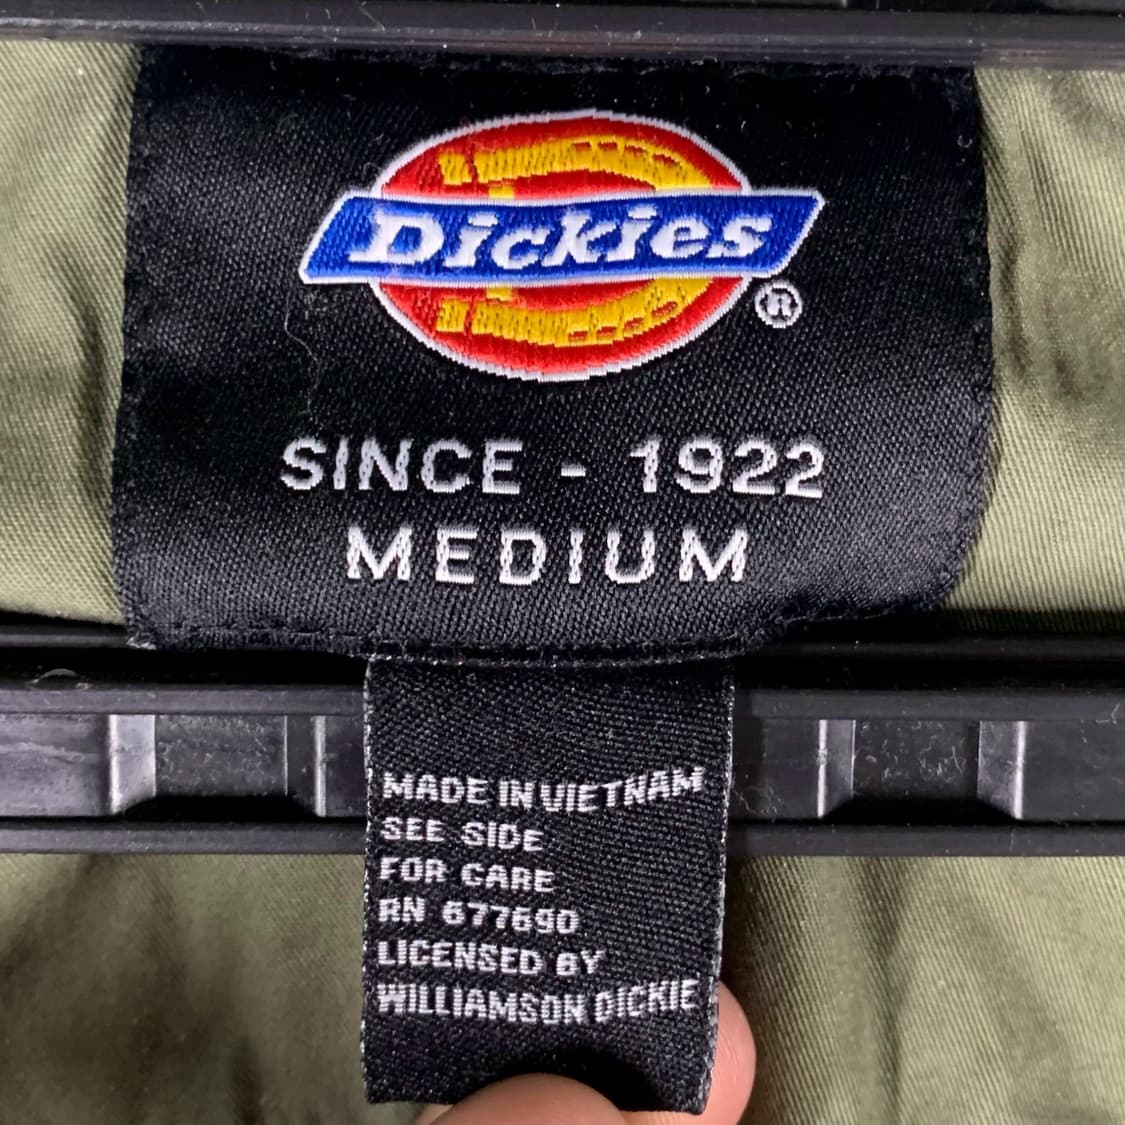 Dickies®
SINCE - 1922
MEDIUM
MADE IN VIETNAM
SEE SIDE
FOR CARE
RN 677690
LICENSED BY
WILLIAMSON DICKIE